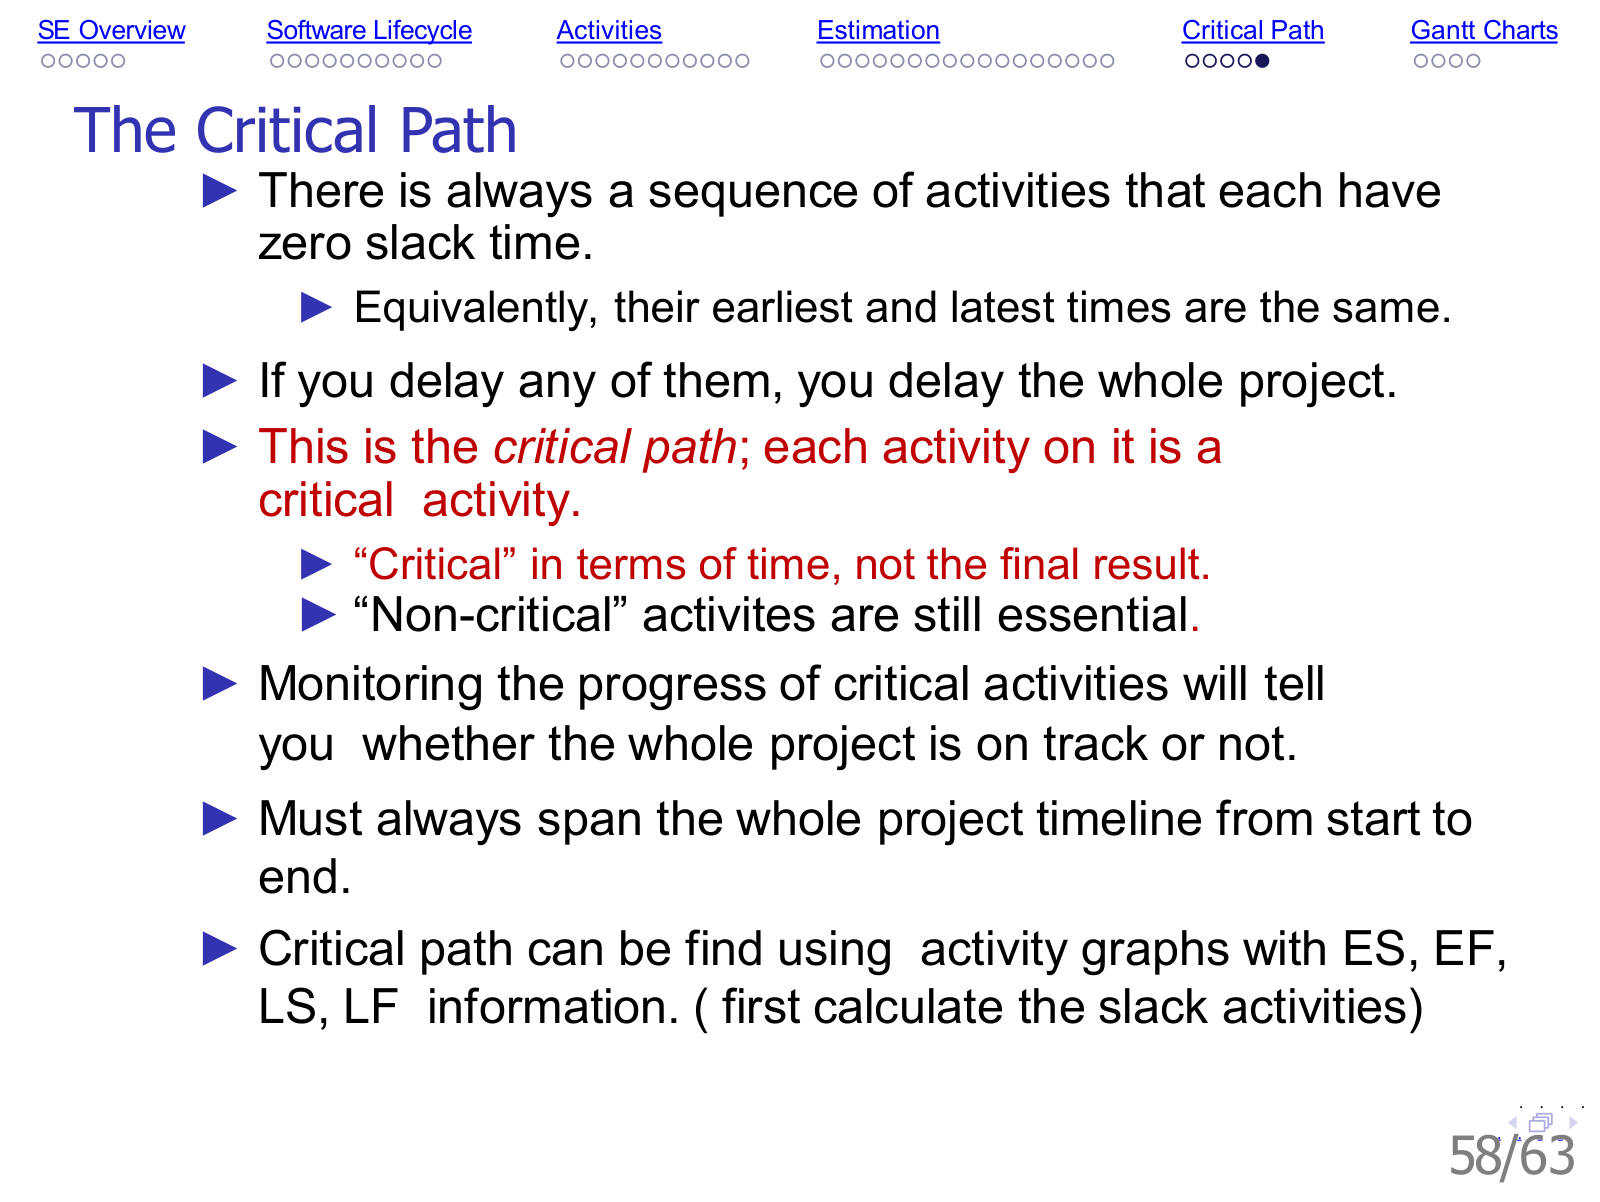 SE Overview Software Lifecycle Activities Estimation Critical Path Gantt Charts
The Critical Path
There is always a sequence of activities that each have
zero slack time.
Equivalently, their earliest and latest times are the same.
If you delay any of them, you delay the whole project.
This is the critical path; each activity on it is a
critical activity.
“Critical” in terms of time, not the final result.
“Non-critical” activites are still essential.
Monitoring the progress of critical activities will tell
you whether the whole project is on track or not.
Must always span the whole project timeline from start to
end.
Critical path can be find using activity graphs with ES, EF,
LS, LF information. ( first calculate the slack activities)
58/63